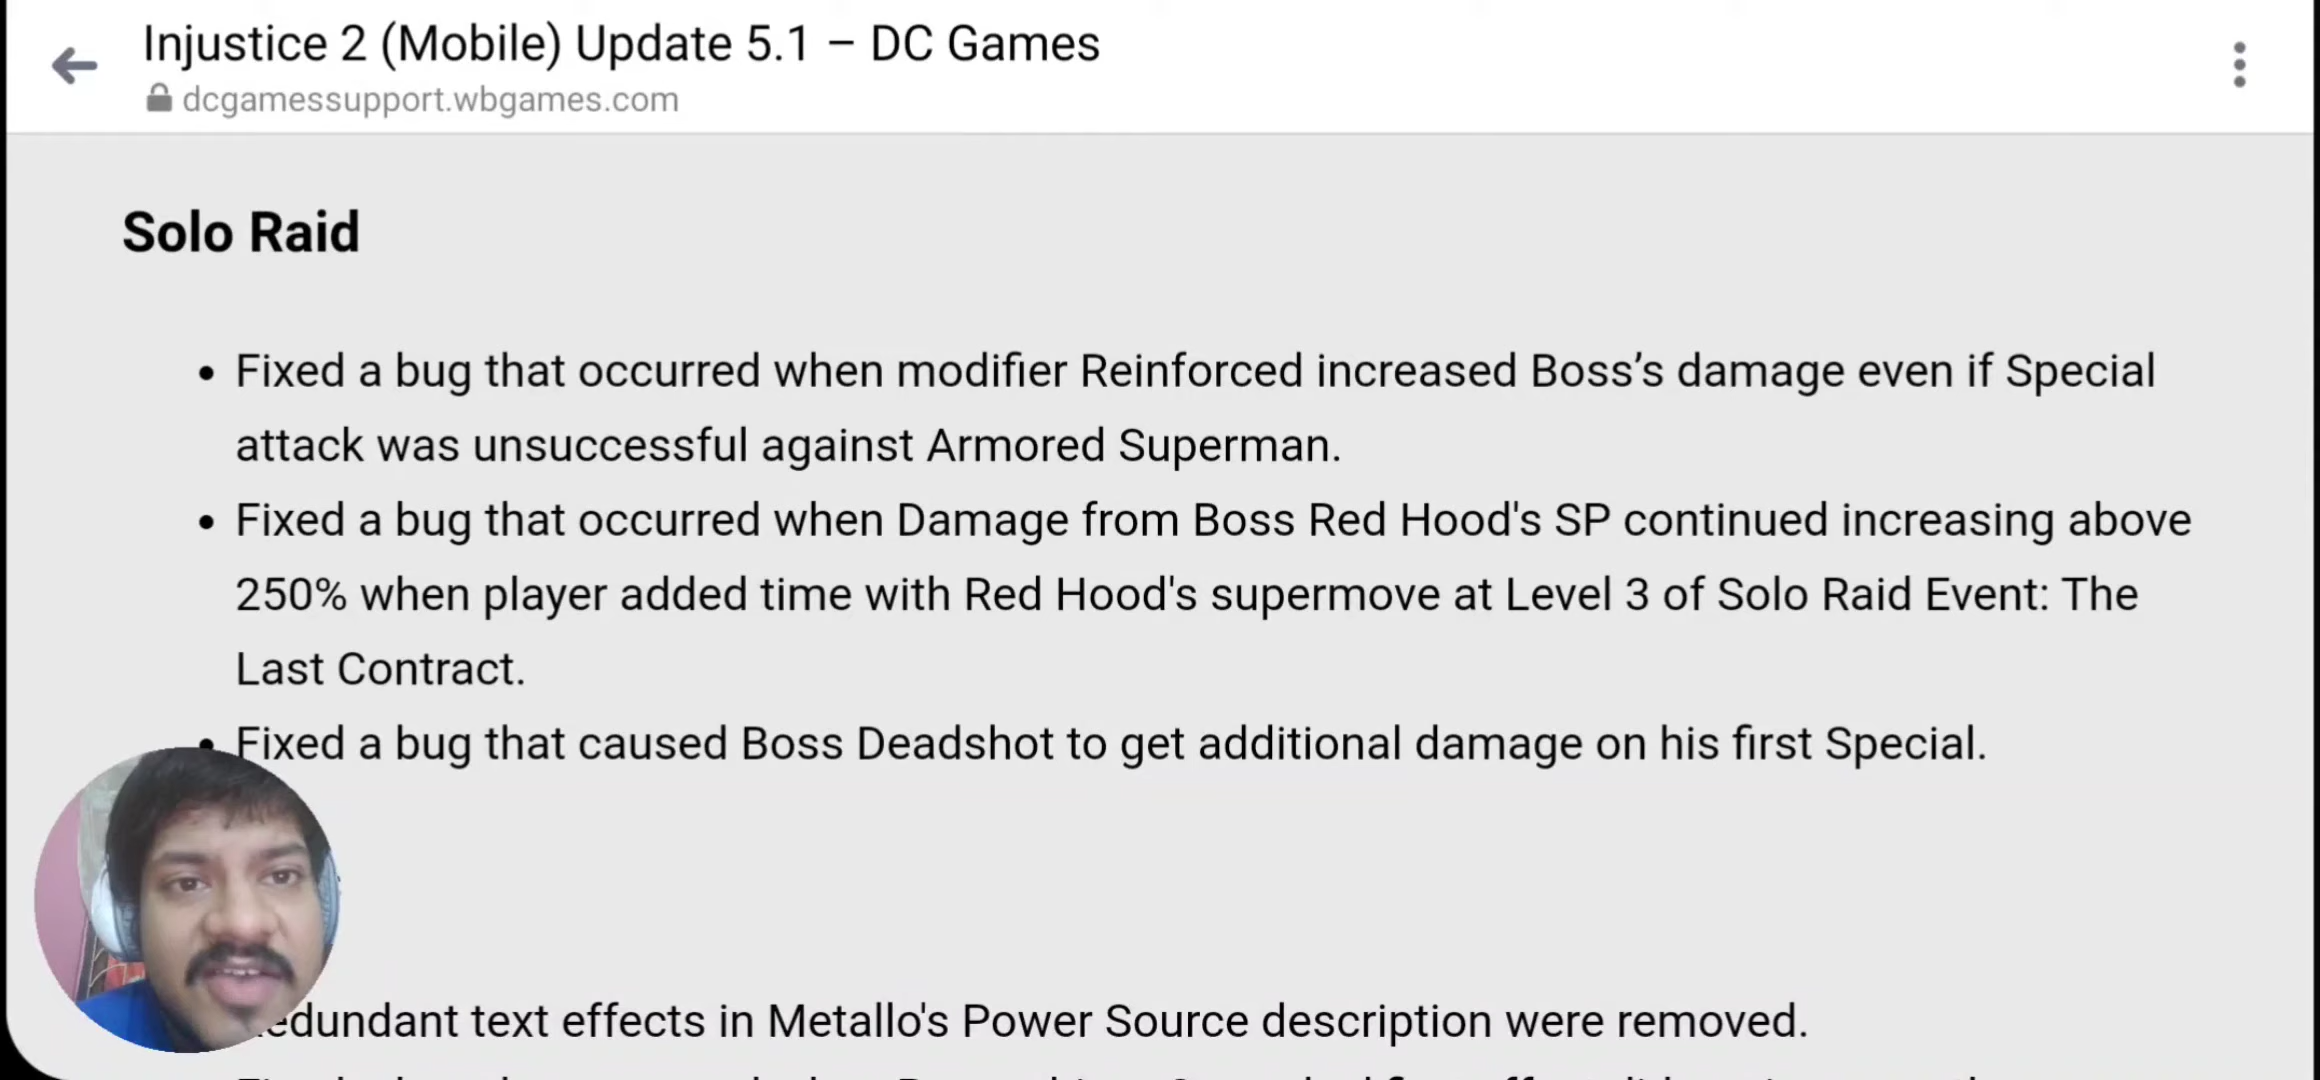 Injustice 2 (Mobile) Update 5.1 – DC Games
dcgamessupport.wbgames.com
Solo Raid
• Fixed a bug that occurred when modifier Reinforced increased Boss’s damage even if Special
attack was unsuccessful against Armored Superman.
• Fixed a bug that occurred when Damage from Boss Red Hood's SP continued increasing above
250% when player added time with Red Hood's supermove at Level 3 of Solo Raid Event: The
Last Contract.
• Fixed a bug that caused Boss Deadshot to get additional damage on his first Special.
text effects in Metallo's Power Source description were removed.